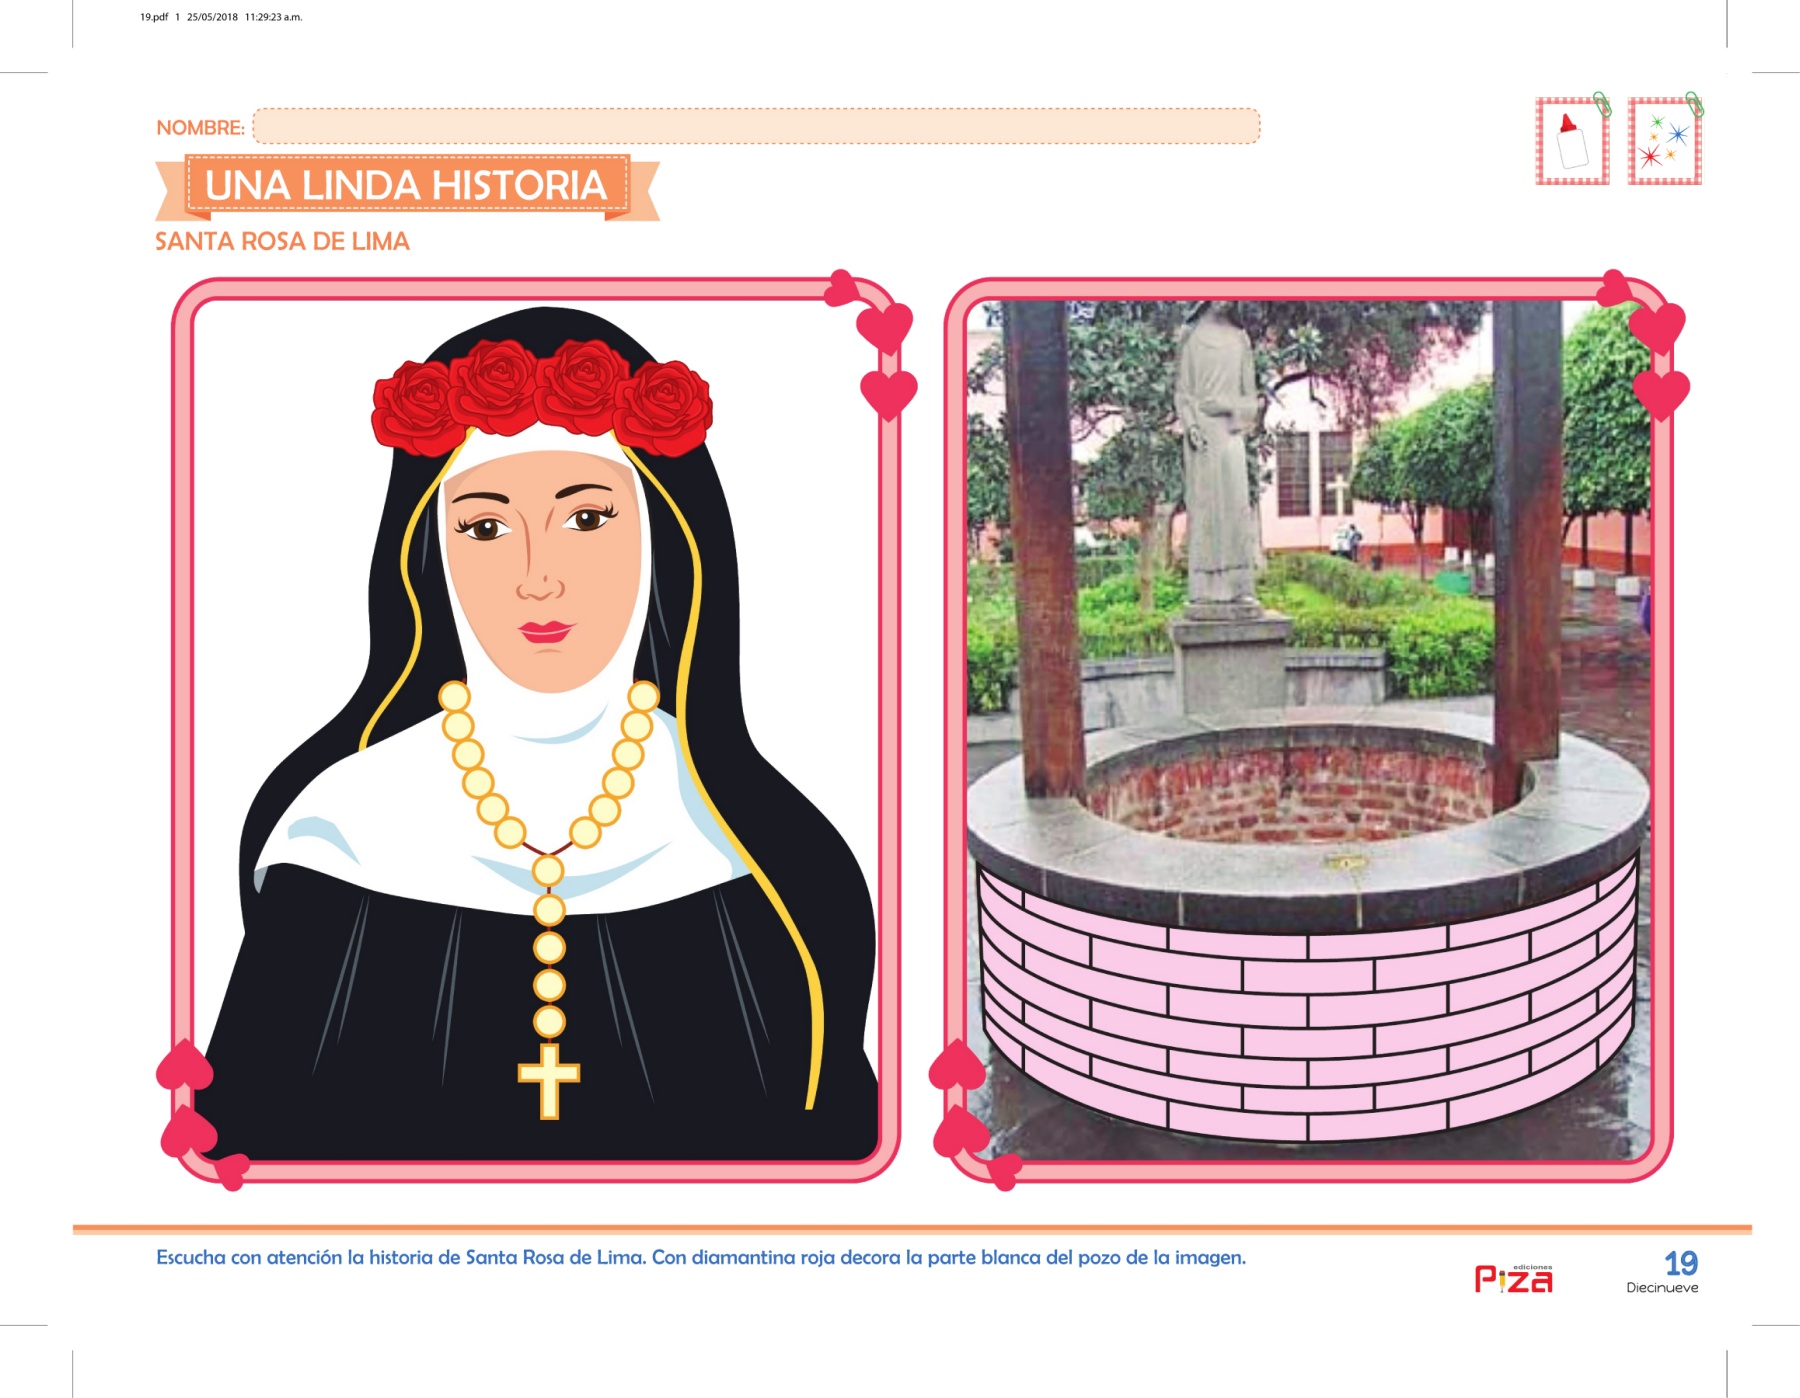 19.pdf 1 25/05/2018 11:29:23 a.m.
NOMBRE:
UNA LINDA HISTORIA
SANTA ROSA DE LIMA
Escucha con atención la historia de Santa Rosa de Lima. Con diamantina roja decora la parte blanca del pozo de la imagen.
ediciones
Piza
19
Diecinueve